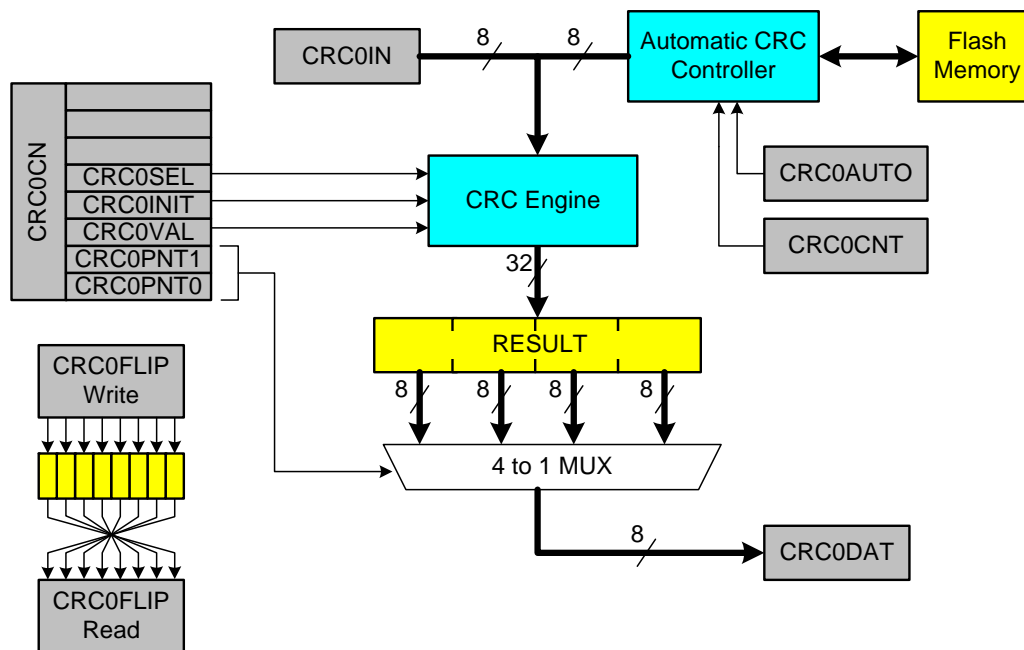 CRC0IN
8
8
Automatic CRC
Controller
Flash
Memory
CRC0CN
CRC0SEL
CRC0INIT
CRC0VAL
CRC0PNT1
CRC0PNT0
CRC Engine
CRC0AUTO
CRC0CNT
32
RESULT
8
8
8
8
4 to 1 MUX
8
CRC0DAT
CRC0FLIP
Write
CRC0FLIP
Read